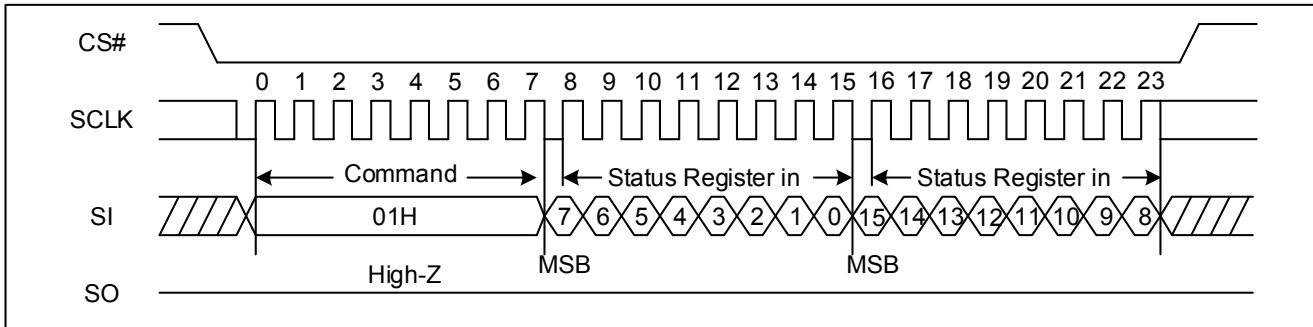 CS#
0 1 2 3 4 5 6 7 8 9 10 11 12 13 14 15 16 17 18 19 20 21 22 23
SCLK
Command Status Register in Status Register in
SI 01H 7 6 5 4 3 2 1 0 15 14 13 12 11 10 9 8
High-Z MSB MSB
SO